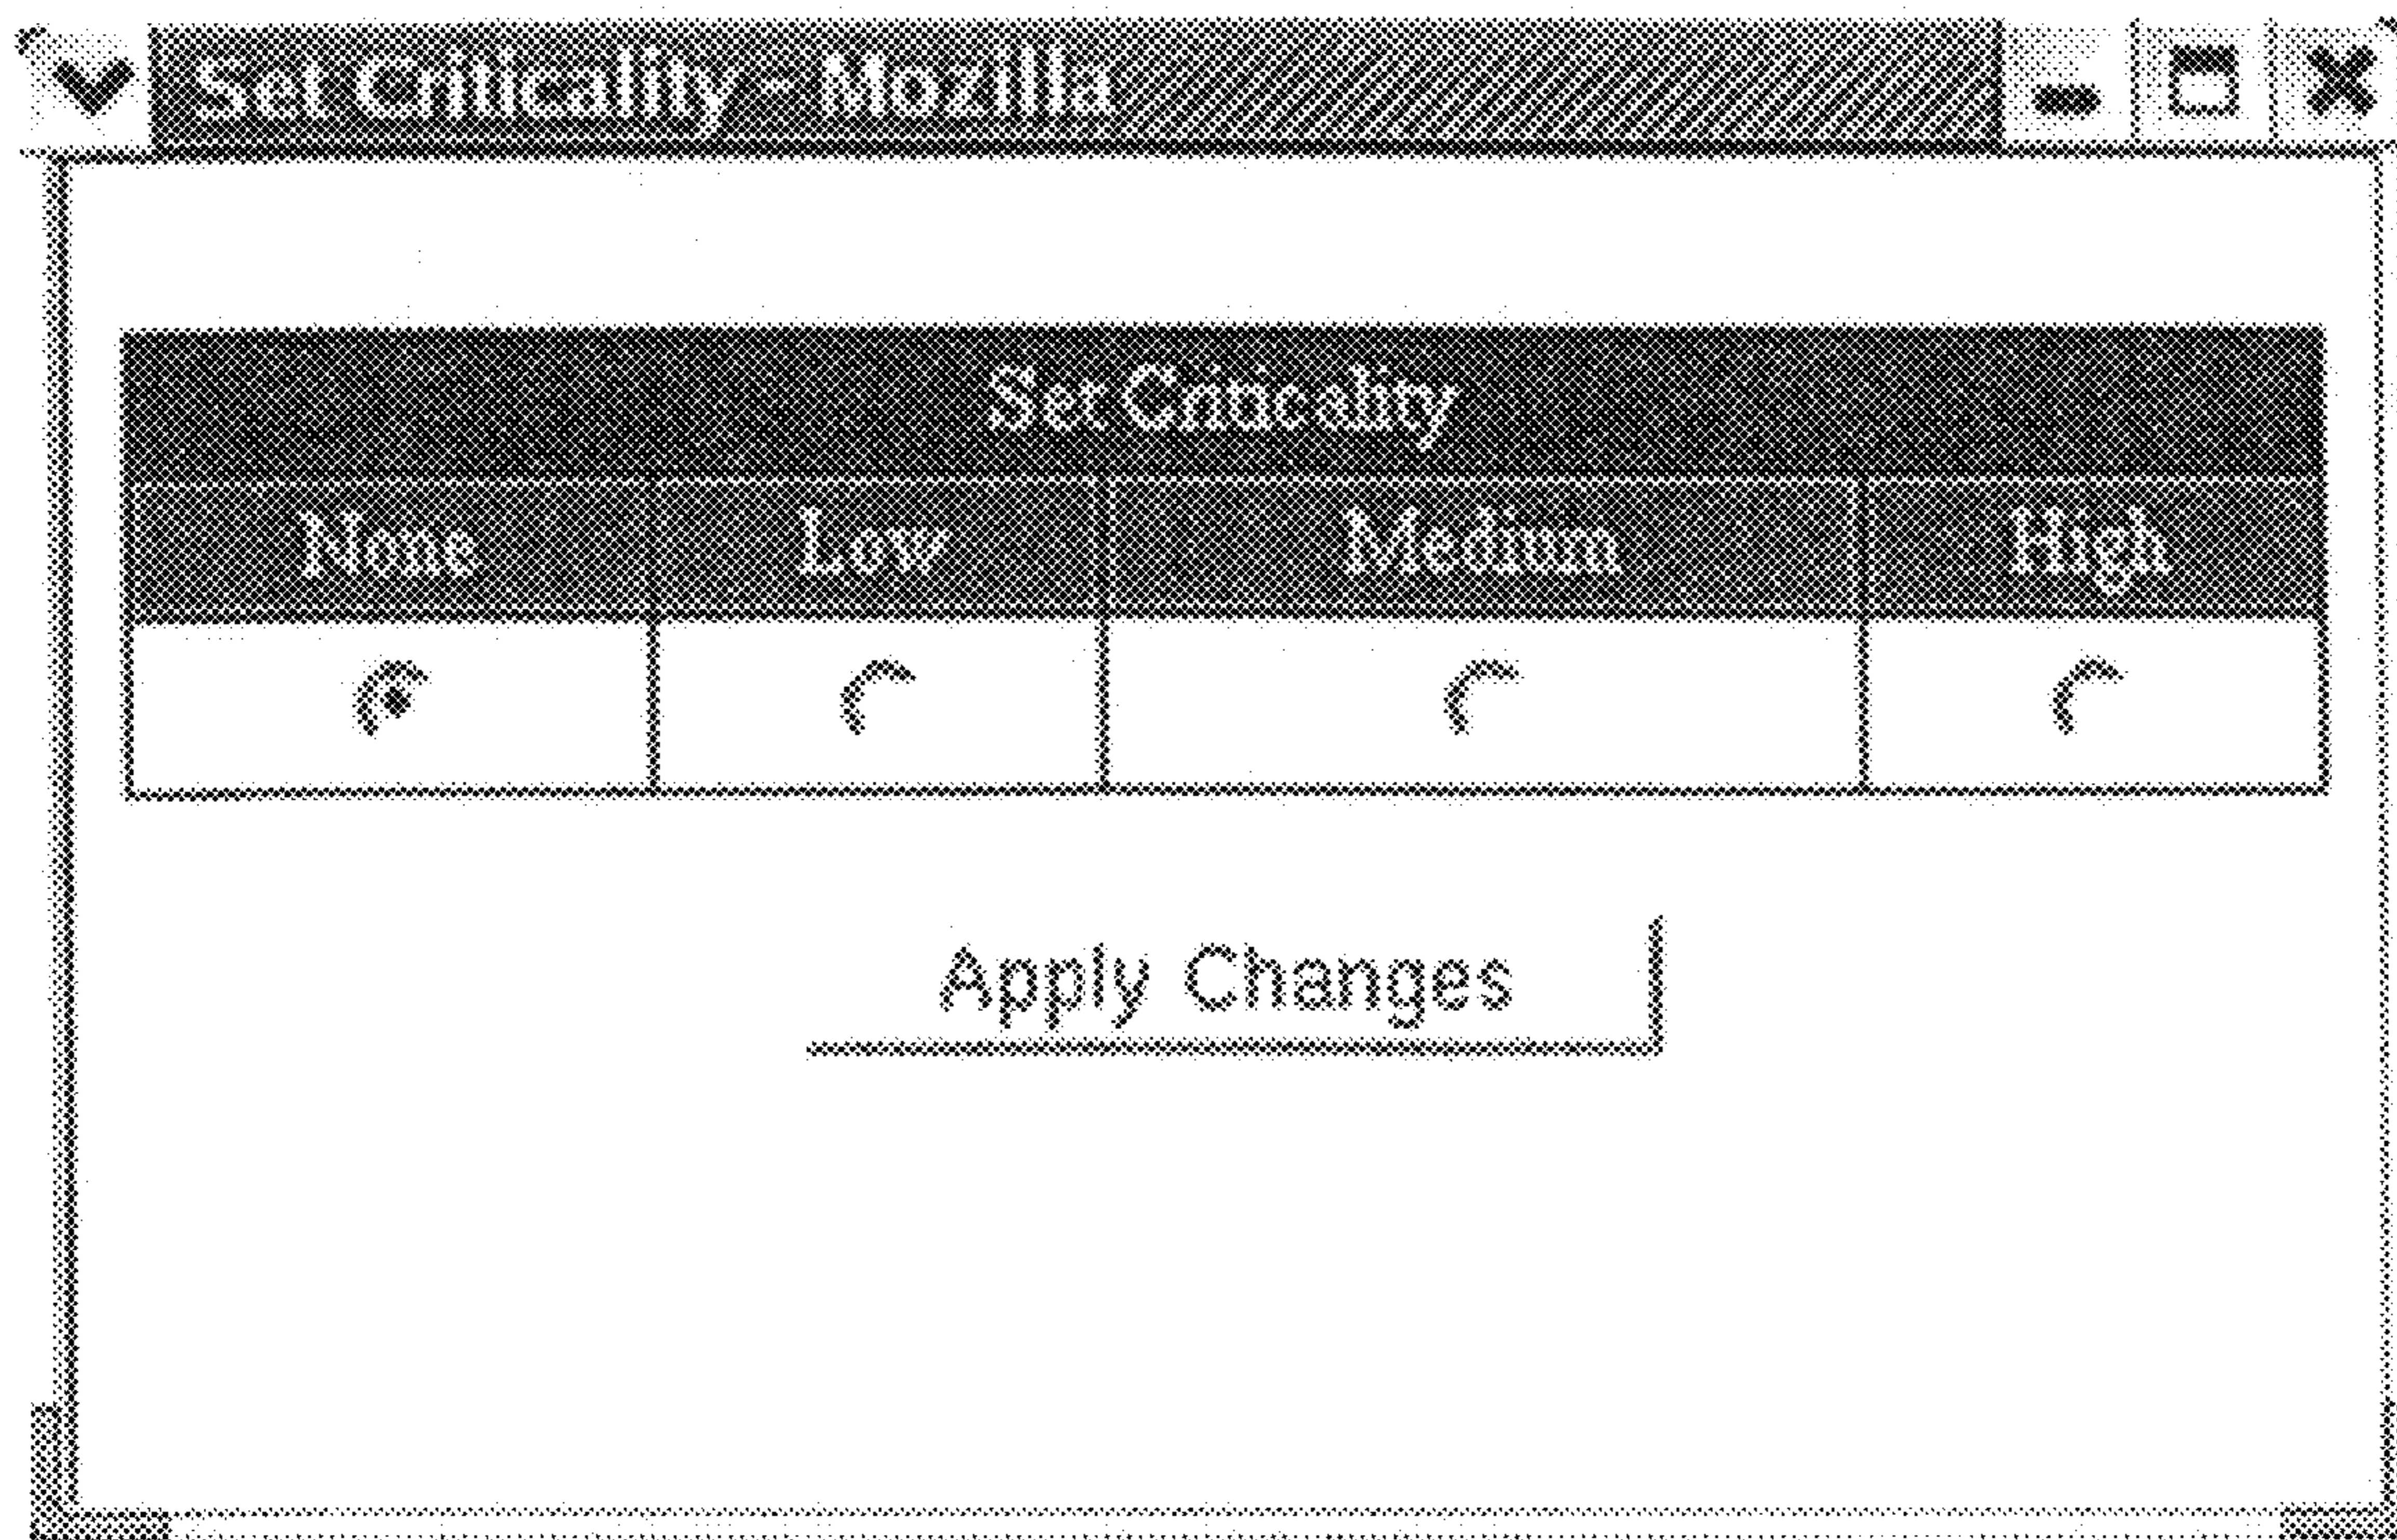 Set Criticality - Mozilla
Set Criticality
None Low Medium High
Apply Changes